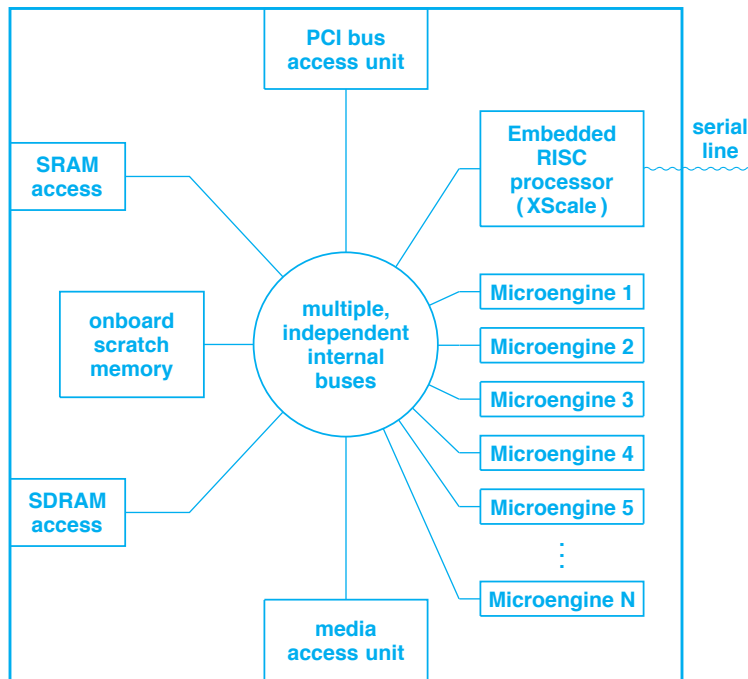 PCI bus
access unit
Embedded
RISC
processor
( XScale )
serial
line
SRAM
access
onboard
scratch
memory
multiple,
independent
internal
buses
Microengine 1
Microengine 2
Microengine 3
Microengine 4
Microengine 5
Microengine N
SDRAM
access
media
access unit